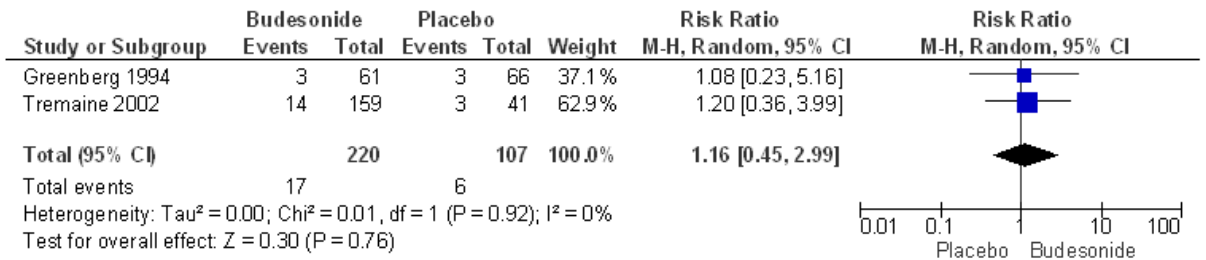 Budesonide Placebo Risk Ratio Risk Ratio
Study or Subgroup Events Total Events Total Weight M-H, Random, 95% CI M-H, Random, 95% CI
Greenberg 1994 3 61 3 66 37.1% 1.08 [0.23, 5.16]
Tremaine 2002 14 159 3 41 62.9% 1.20 [0.36, 3.99]
Total (95% CI) 220 107 100.0% 1.16 [0.45, 2.99]
Total events 17 6
Heterogeneity: Tau² = 0.00; Chi² = 0.01, df = 1 (P = 0.92); I² = 0%
Test for overall effect: Z = 0.30 (P = 0.76)
0.01 0.1 1 10 100
Placebo Budesonide